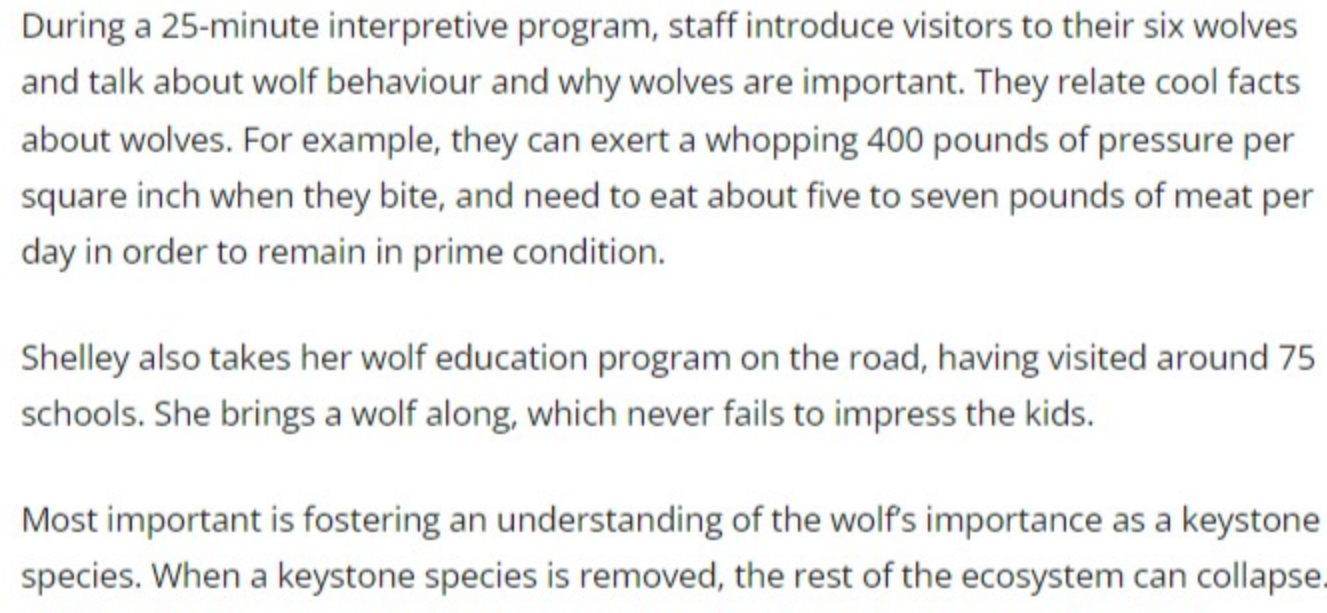 During a 25-minute interpretive program, staff introduce visitors to their six wolves
and talk about wolf behaviour and why wolves are important. They relate cool facts
about wolves. For example, they can exert a whopping 400 pounds of pressure per
square inch when they bite, and need to eat about five to seven pounds of meat per
day in order to remain in prime condition.
Shelley also takes her wolf education program on the road, having visited around 75
schools. She brings a wolf along, which never fails to impress the kids.
Most important is fostering an understanding of the wolf's importance as a keystone
species. When a keystone species is removed, the rest of the ecosystem can collapse.